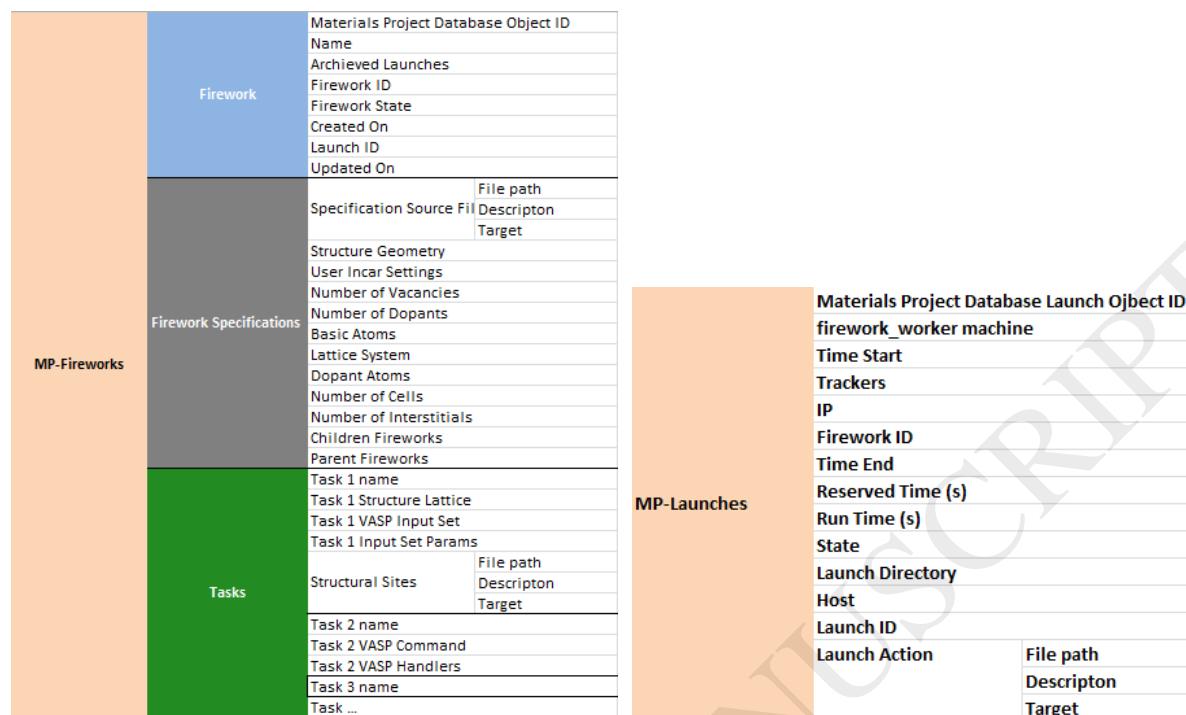 MP-Fireworks
Firework
Materials Project Database Object ID
Name
Archieved Launches
Firework ID
Firework State
Created On
Launch ID
Updated On
Firework Specifications
Specification Source Fil
File path
Descripton
Target
Structure Geometry
User Incar Settings
Number of Vacancies
Number of Dopants
Basic Atoms
Lattice System
Dopant Atoms
Number of Cells
Number of Interstitials
Children Fireworks
Parent Fireworks
Tasks
Task 1 name
Task 1 Structure Lattice
Task 1 VASP Input Set
Task 1 Input Set Params
Structural Sites
File path
Descripton
Target
Task 2 name
Task 2 VASP Command
Task 2 VASP Handlers
Task 3 name
Task ...
MP-Launches
Materials Project Database Launch Ojbect ID
firework_worker machine
Time Start
Trackers
IP
Firework ID
Time End
Reserved Time (s)
Run Time (s)
State
Launch Directory
Host
Launch ID
Launch Action
File path
Descripton
Target
NUSCRIPT